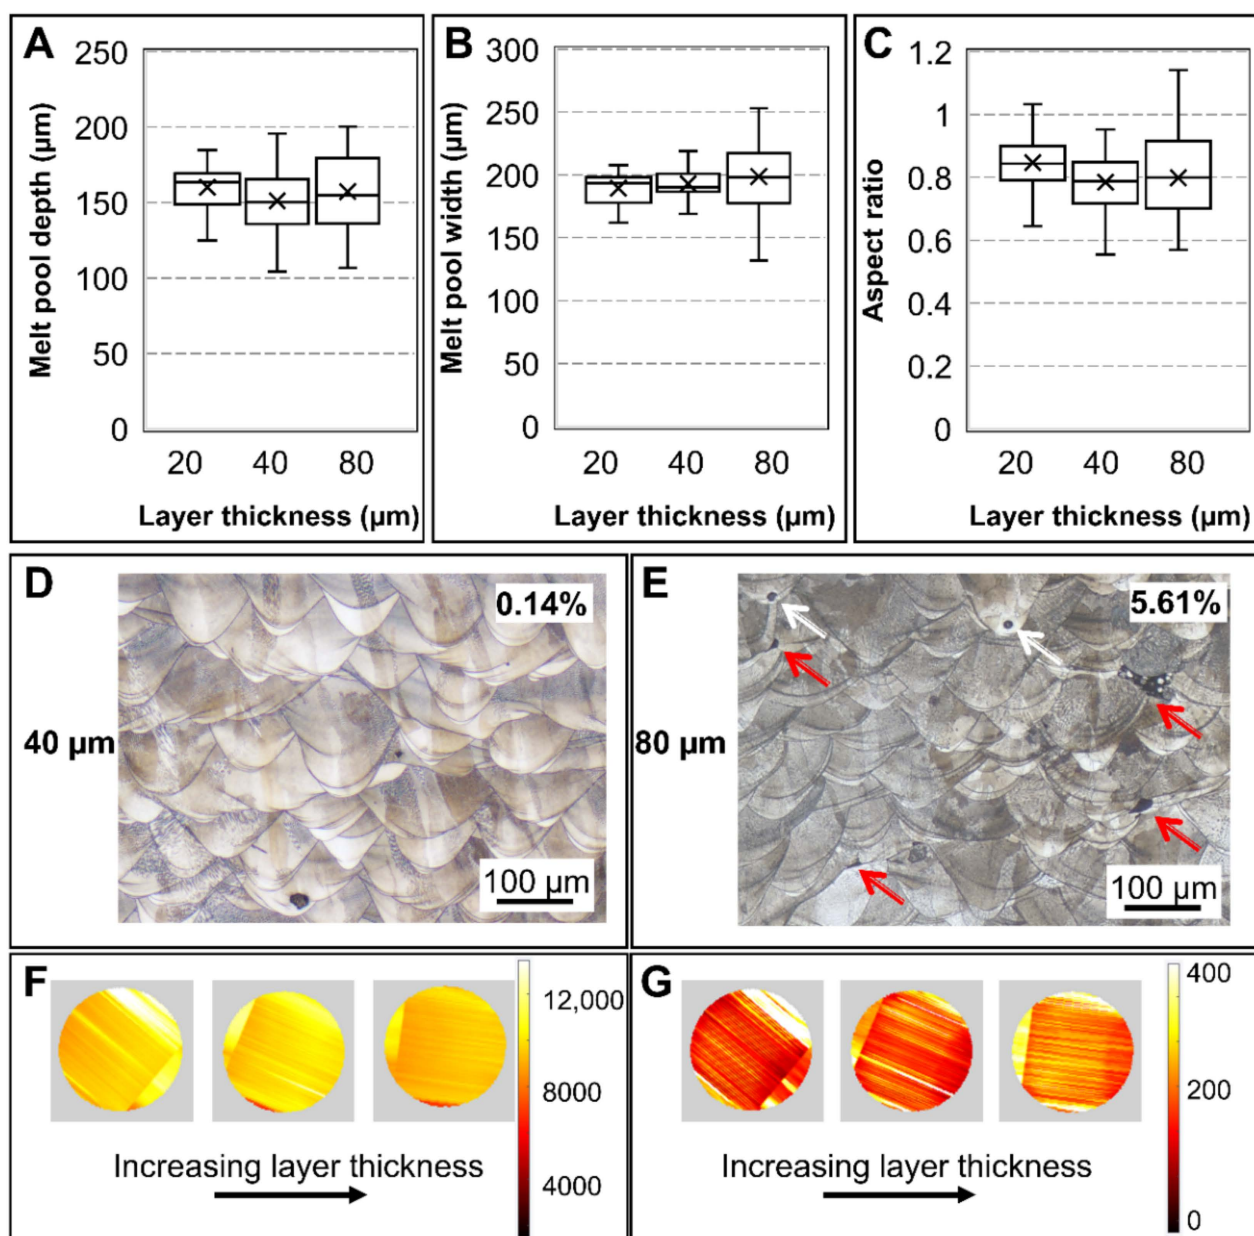 A
Melt pool depth (µm)
250
200
150
100
50
0
20 40 80
Layer thickness (µm)
B
Melt pool width (µm)
300
250
200
150
100
50
0
20 40 80
Layer thickness (µm)
C
Aspect ratio
1.2
1
0.8
0.6
0.4
0.2
0
20 40 80
Layer thickness (µm)
D
40 µm
0.14%
100 µm
E
80 µm
5.61%
100 µm
F
12,000
8000
4000
Increasing layer thickness
G
400
200
0
Increasing layer thickness